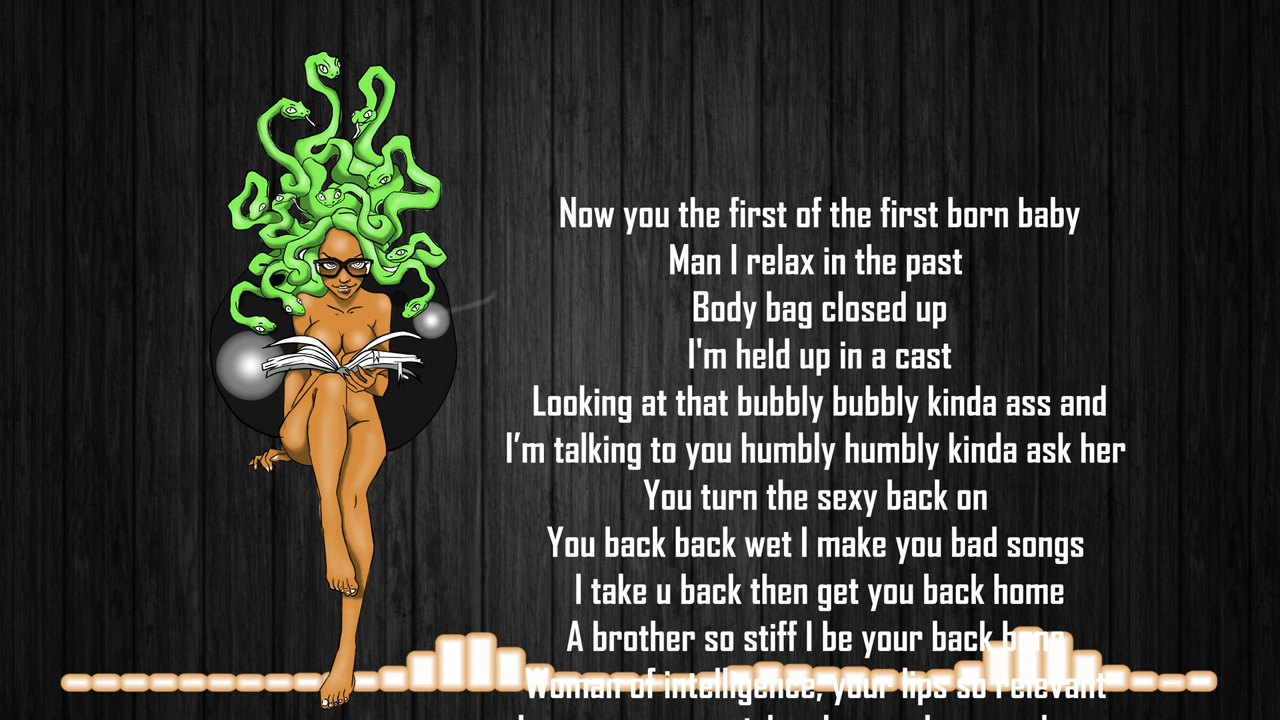 Now you the first of the first born baby
Man I relax in the past
Body bag closed up
I'm held up in a cast
Looking at that bubbly bubbly kinda ass and
I’m talking to you humbly humbly kinda ask her
You turn the sexy back on
You back back wet I make you bad songs
I take u back then get you back home
A brother so stiff I be your back bone
Woman of intelligence, your lips so relevant